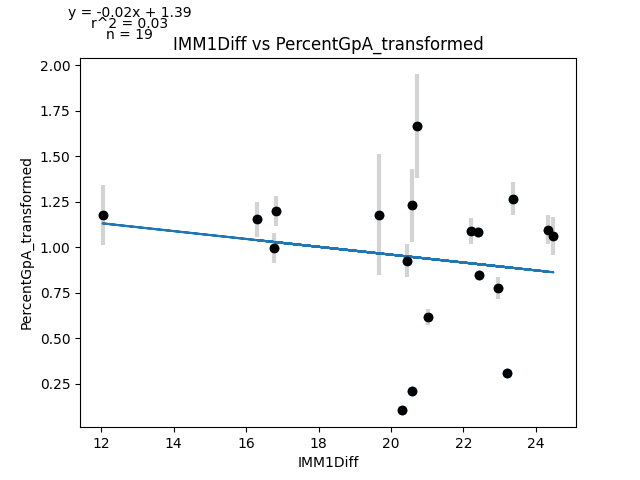 y = -0.02x + 1.39
r^2 = 0.03
n = 19
IMM1Diff vs PercentGpA_transformed
2.00
1.75
1.50
1.25
1.00
0.75
0.50
0.25
PercentGpA_transformed
12 14 16 18 20 22 24
IMM1Diff